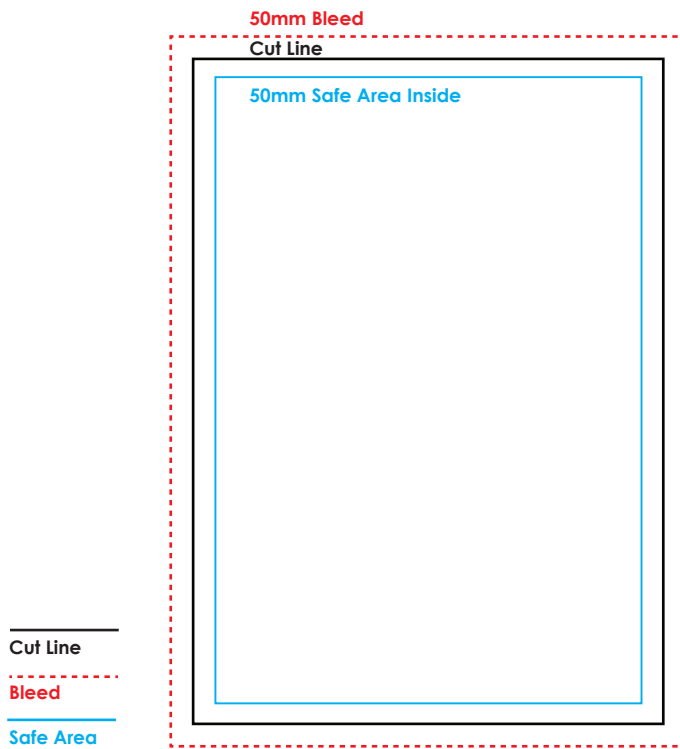 50mm Bleed
Cut Line
50mm Safe Area Inside
Cut Line
Bleed
Safe Area